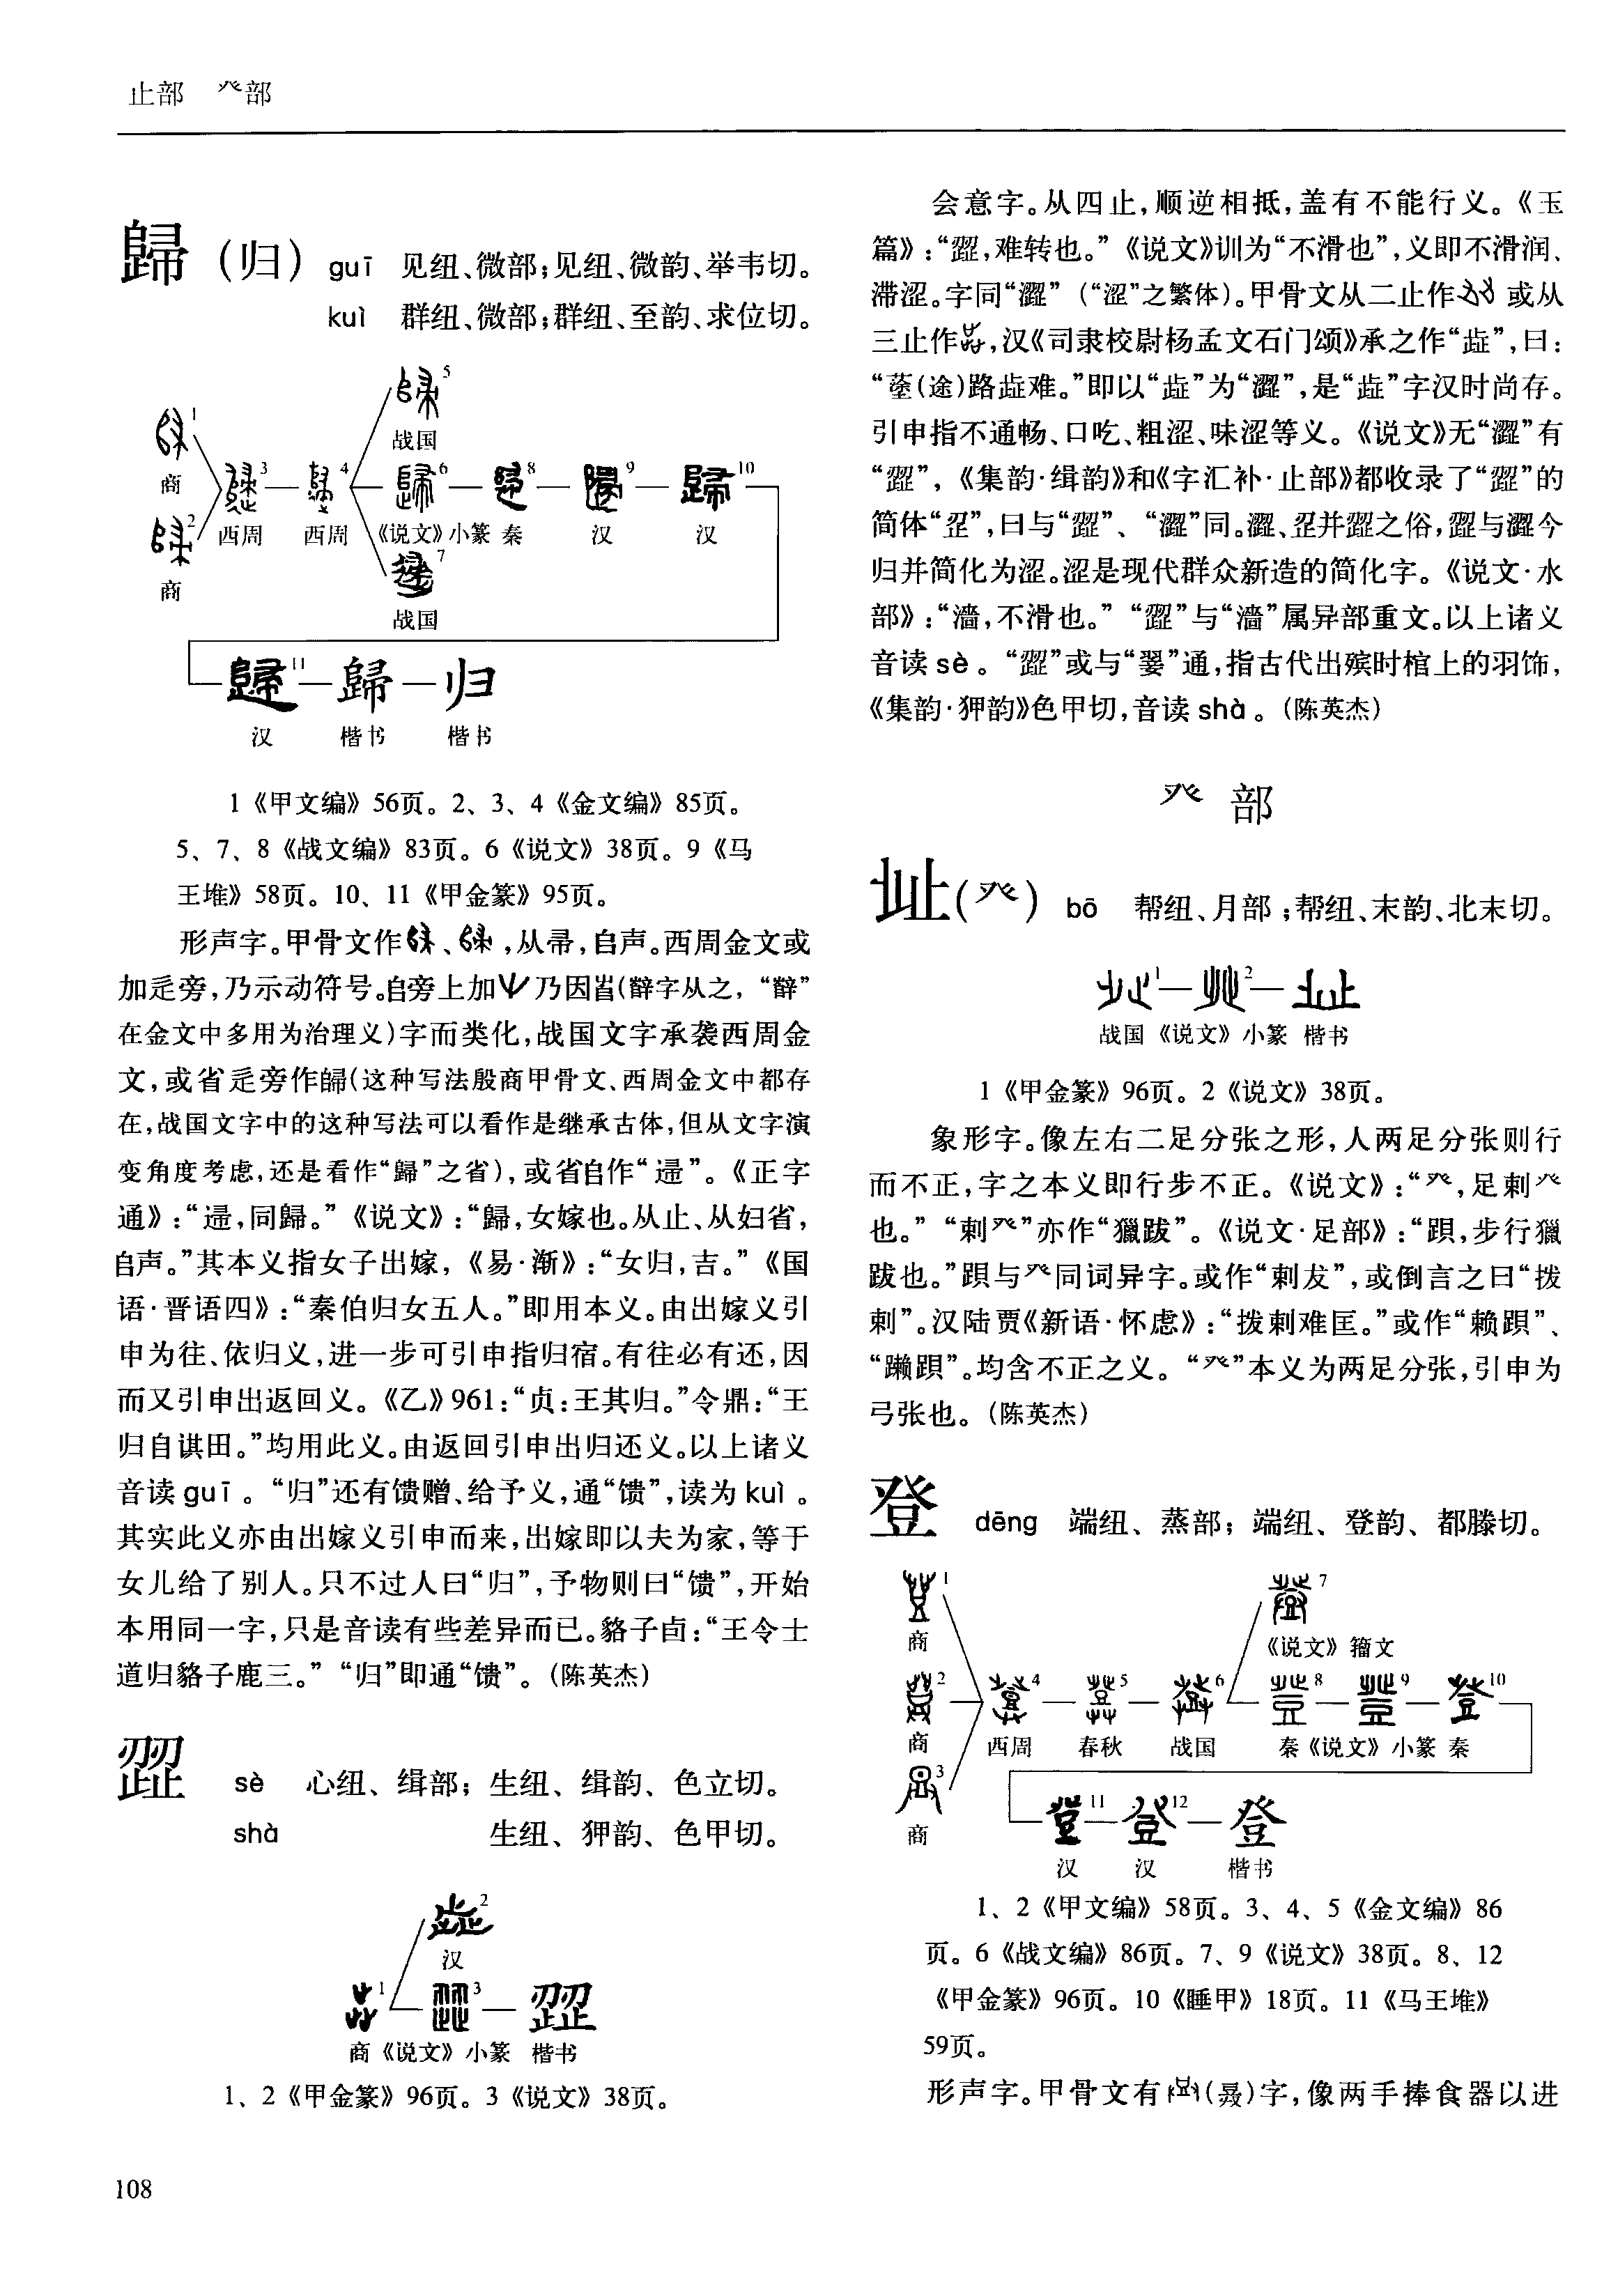 止部 癶部
歸（归） guī 见纽、微部；见纽、微韵、举韦切。
kuì 群纽、微部；群纽、至韵、求位切。
5
战国
1
商
2
商
3 4 6 8 9 10
西周 西周 《说文》小篆 秦 汉 汉
7
战国
11 歸 归
汉 楷书 楷书
1《甲文编》56页。2、3、4《金文编》85页。
5、7、8《战文编》83页。6《说文》38页。9《马
王堆》58页。10、11《甲金篆》95页。
形声字。甲骨文作、，从帚，𠂤声。西周金文或
加辵旁，乃示动符号。𠂤旁上加乃因𡴎(辥字从之，“辥”
在金文中多用为治理义)字而类化，战国文字承袭西周金
文，或省辵旁作(这种写法殷商甲骨文、西周金文中都存
在，战国文字中的这种写法可以看作是继承古体，但从文字演
变角度考虑，还是看作“歸”之省)，或省𠂤作“㱕”。《正字
通》：“，同歸。”《说文》：“歸，女嫁也。从止、从妇省，
𠂤声。”其本义指女子出嫁，《易·渐》：“女归，吉。”《国
语·晋语四》：“秦伯归女五人。”即用本义。由出嫁义引
申为往、依归义，进一步可引申指归宿。有往必有还，因
而又引申出返回义。《乙》961：“贞：王其归。”令鼎：“王
归自諆田。”均用此义。由返回引申出归还义。以上诸义
音读guī。“归”还有馈赠、给予义，通“馈”，读为kuì。
其实此义亦由出嫁义引申而来，出嫁即以夫为家，等于
女儿给了别人。只不过人曰“归”，予物则曰“馈”，开始
本用同一字，只是音读有些差异而已。貉子卣：“王令士
道归貉子鹿三。”“归”即通“馈”。（陈英杰）
歰 sè 心纽、缉部；生纽、缉韵、色立切。
shà 生纽、狎韵、色甲切。
2
汉
1 3 歰
商《说文》小篆 楷书
1、2《甲金篆》96页。3《说文》38页。
会意字。从四止，顺逆相抵，盖有不能行义。《玉
篇》：“歰，难转也。”《说文》训为“不滑也”，义即不滑润、
滞涩。字同“澀”（“涩”之繁体）。甲骨文从二止作或从
三止作，汉《司隶校尉杨孟文石门颂》承之作“歮”，曰：
“蓥(途)路歮难。”即以“歮”为“澀”，是“歮”字汉时尚存。
引申指不通畅、口吃、粗涩、味涩等义。《说文》无“澀”有
“歰”，《集韵·缉韵》和《字汇补·止部》都收录了“歰”的
简体“㱏”，曰与“歰”、“澀”同。澀、㱏并歰之俗，歰与澀今
归并简化为涩。涩是现代群众新造的简化字。《说文·水
部》：“濇，不滑也。”“歰”与“濇”属异部重文。以上诸义
音读sè。“歰”或与“翣”通，指古代出殡时棺上的羽饰，
《集韵·狎韵》色甲切，音读shà。（陈英杰）
癶 部
(癶) bō 帮纽、月部；帮纽、末韵、北末切。
1 2
战国《说文》小篆 楷书
1《甲金篆》96页。2《说文》38页。
象形字。像左右二足分张之形，人两足分张则行
而不正，字之本义即行步不正。《说文》：“癶，足剌癶
也。”“剌癶”亦作“獵跋”。《说文·足部》：“跟，步行獵
跋也。”跟与癶同词异字。或作“剌犮”，或倒言之曰“拨
剌”。汉陆贾《新语·怀虑》：“拨剌难匡。”或作“赖跟”、
“躝跟”。均含不正之义。“癶”本义为两足分张，引申为
弓张也。（陈英杰）
登 dēng 端纽、蒸部；端纽、登韵、都滕切。
1
商
7
《说文》籀文
2
商
4 5 6 8 9 10
西周 春秋 战国 秦《说文》小篆 秦
3
商
11 12 登
汉 汉 楷书
1、2《甲文编》58页。3、4、5《金文编》86
页。6《战文编》86页。7、9《说文》38页。8、12
《甲金篆》96页。10《睡甲》18页。11《马王堆》
59页。
形声字。甲骨文有()字，像两手捧食器以进
108